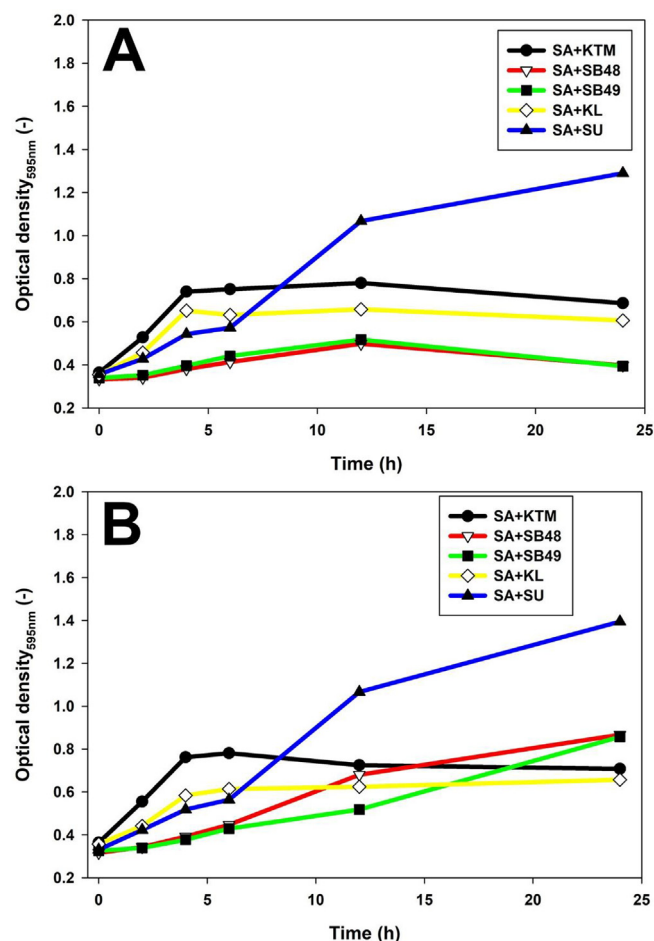 A
SA+KTM
SA+SB48
SA+SB49
SA+KL
SA+SU
2.0
1.8
1.6
1.4
1.2
1.0
0.8
0.6
0.4
0.2
Optical density595nm (-)
0 5 10 15 20 25
Time (h)
B
SA+KTM
SA+SB48
SA+SB49
SA+KL
SA+SU
2.0
1.8
1.6
1.4
1.2
1.0
0.8
0.6
0.4
0.2
Optical density595nm (-)
0 5 10 15 20 25
Time (h)